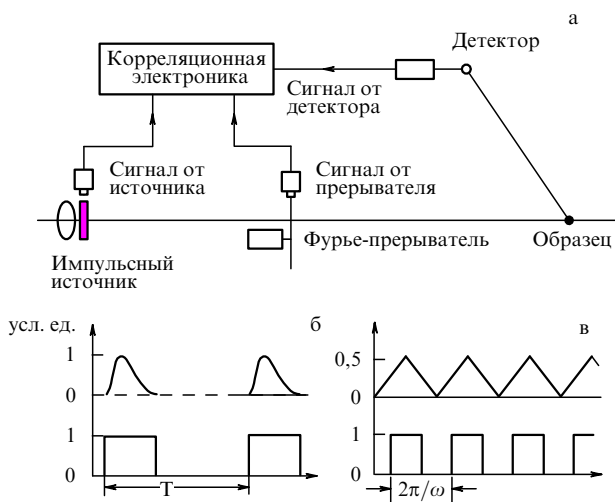 а
Детектор
Корреляционная
электроника
Сигнал от
детектора
Сигнал от
источника
Сигнал от
прерывателя
Фурье-прерыватель
Образец
Импульсный
источник
усл. ед.
б
в
1
0
1
0
T
0,5
0
1
0
2π/ω